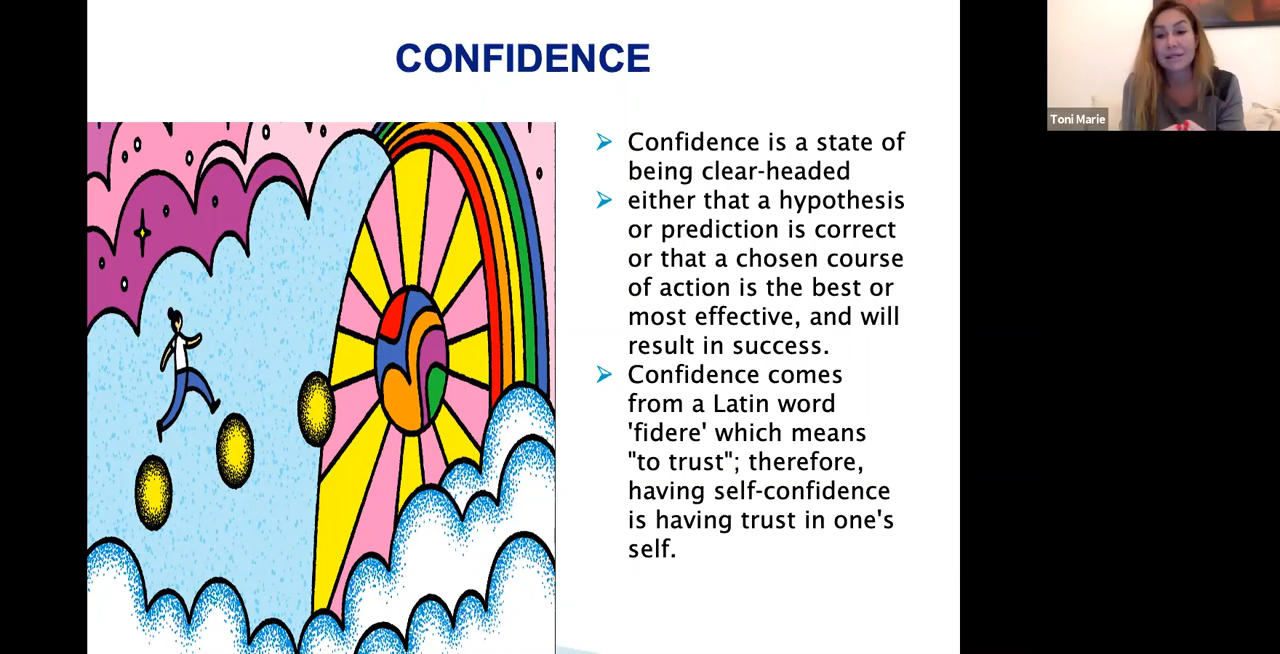 CONFIDENCE
Toni Marie
Confidence is a state of
being clear-headed
either that a hypothesis
or prediction is correct
or that a chosen course
of action is the best or
most effective, and will
result in success.
Confidence comes
from a Latin word
'fidere' which means
"to trust"; therefore,
having self-confidence
is having trust in one's
self.